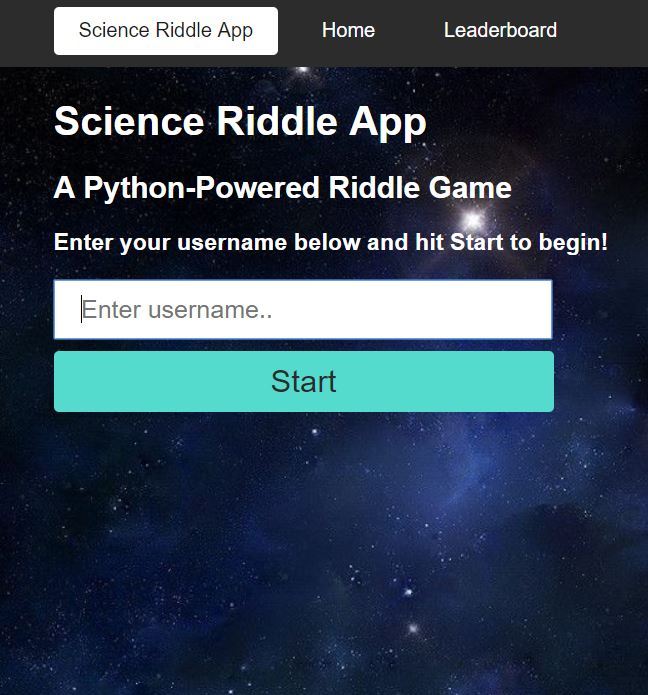 Science Riddle App Home Leaderboard
Science Riddle App
A Python-Powered Riddle Game
Enter your username below and hit Start to begin!
Enter username..
Start